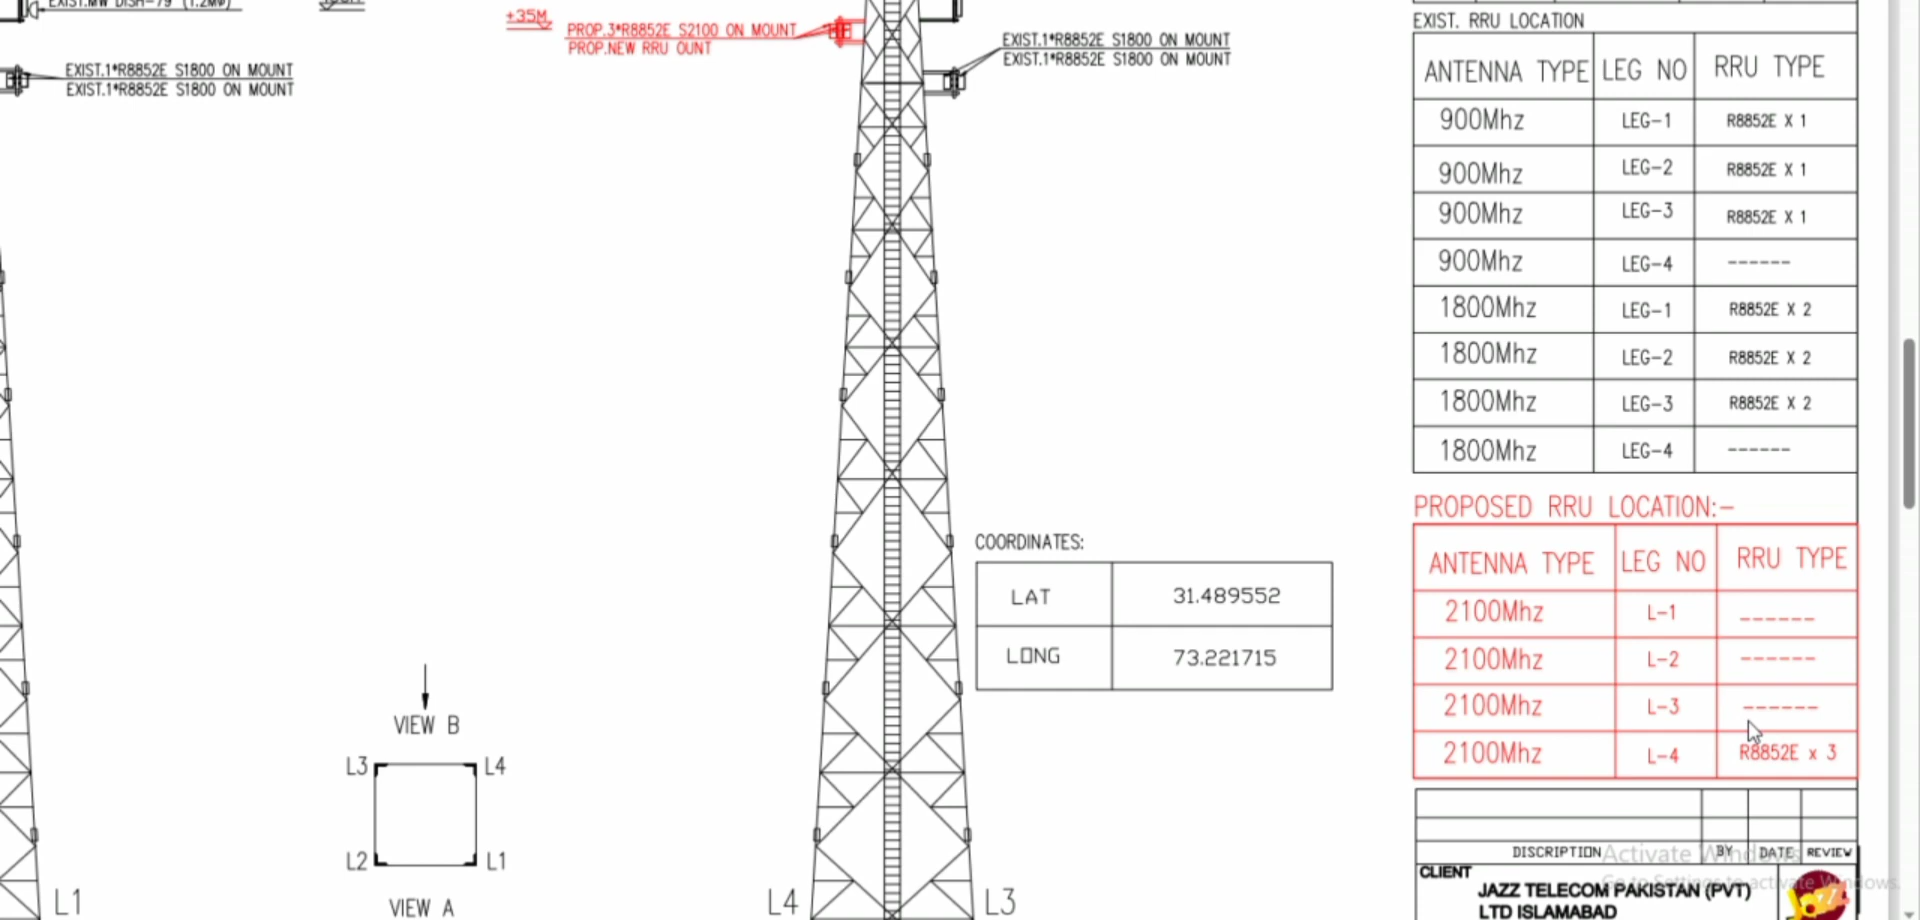 EXIST.MW DISH-79 (1.2MØ)
+35M
PROP.3*R8852E S2100 ON MOUNT
PROP.NEW RRU OUNT
EXIST.1*R8852E S1800 ON MOUNT
EXIST.1*R8852E S1800 ON MOUNT
EXIST.1*R8852E S1800 ON MOUNT
EXIST.1*R8852E S1800 ON MOUNT
EXIST. RRU LOCATION
ANTENNA TYPE LEG NO RRU TYPE
900Mhz LEG-1 R8852E X 1
900Mhz LEG-2 R8852E X 1
900Mhz LEG-3 R8852E X 1
900Mhz LEG-4 ------
1800Mhz LEG-1 R8852E X 2
1800Mhz LEG-2 R8852E X 2
1800Mhz LEG-3 R8852E X 2
1800Mhz LEG-4 ------
PROPOSED RRU LOCATION:-
ANTENNA TYPE LEG NO RRU TYPE
2100Mhz L-1 ------
2100Mhz L-2 ------
2100Mhz L-3 ------
2100Mhz L-4 R8852E x 3
COORDINATES:
LAT 31.489552
LONG 73.221715
VIEW B
L3 L4
L2 L1
VIEW A
L1
L4 L3
DISCRIPTION BY DATE REVIEW
Activate Windows
Go to Settings to activate Windows.
CLIENT
JAZZ TELECOM PAKISTAN (PVT)
LTD ISLAMABAD